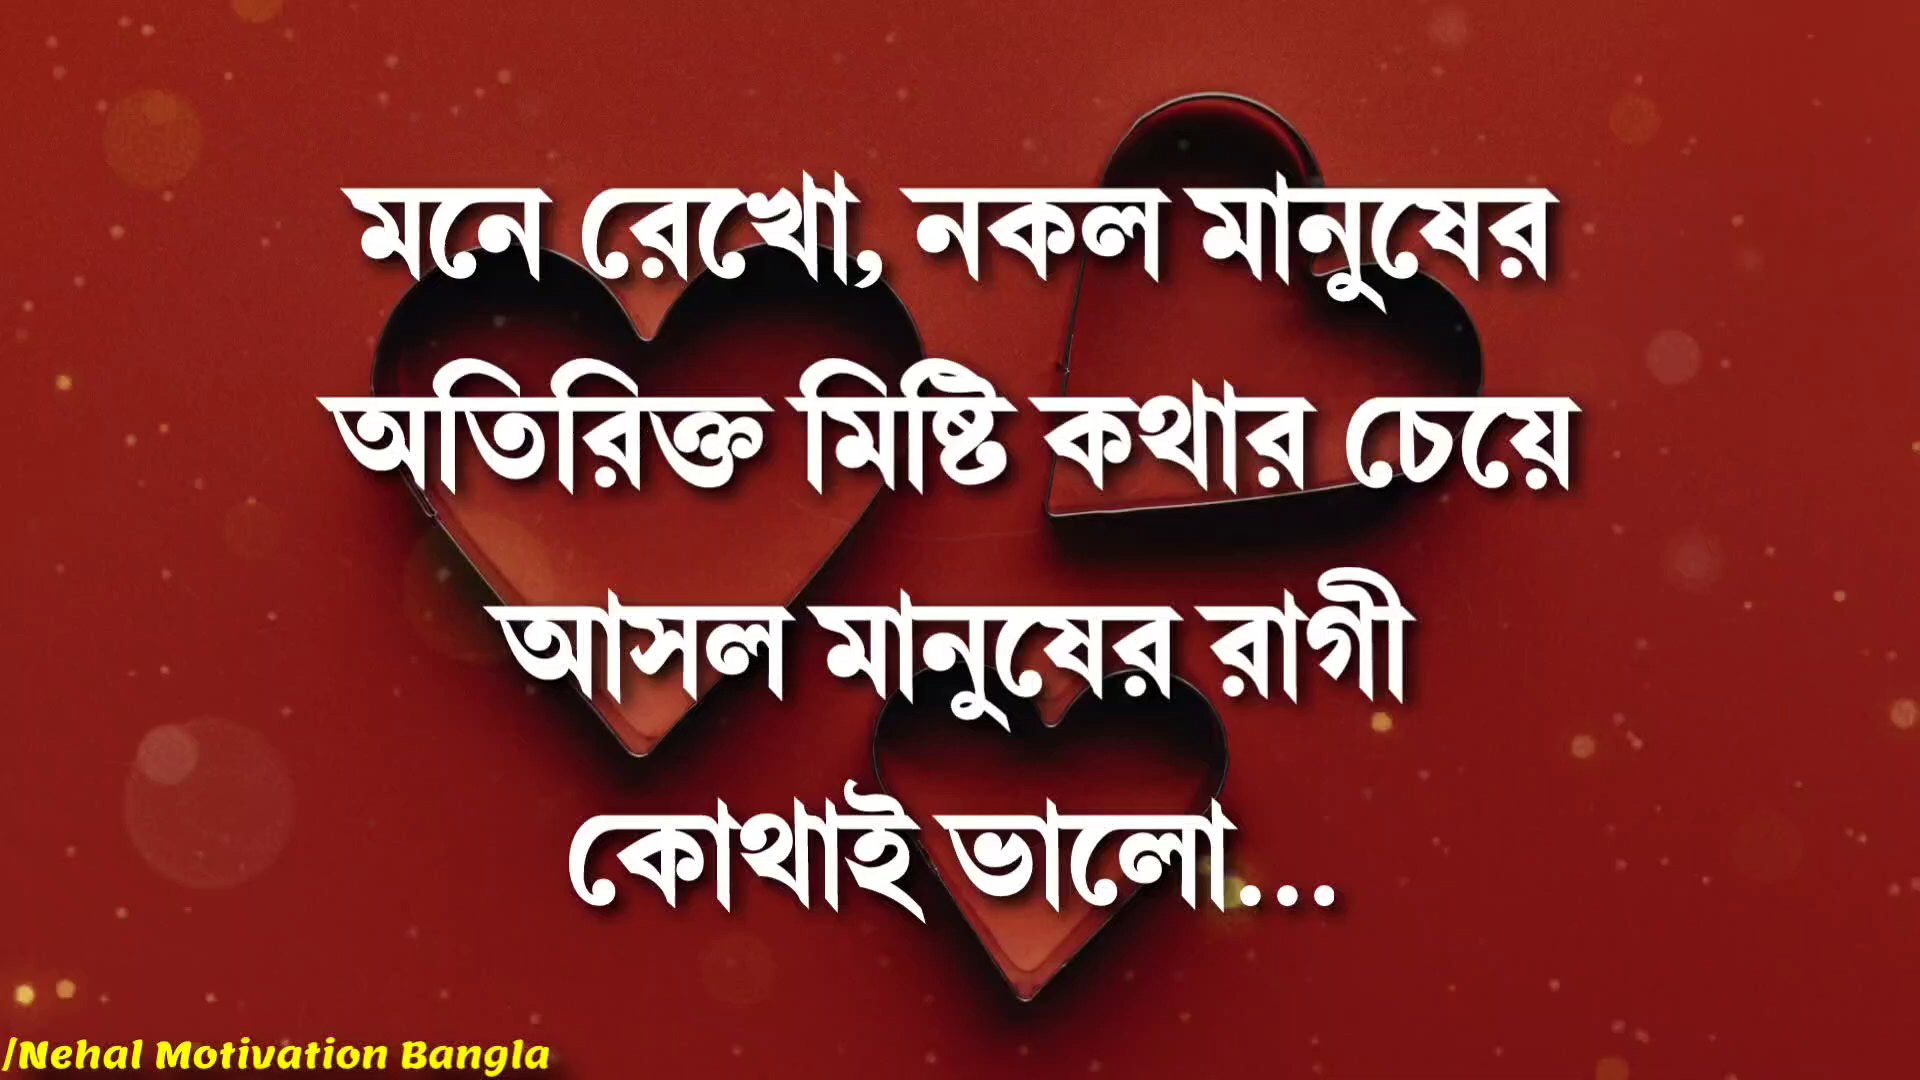 মনে রেখো, নকল মানুষের
অতিরিক্ত মিষ্টি কথার চেয়ে
আসল মানুষের রাগী
কোথাই ভালো...
/Nehal Motivation Bangla